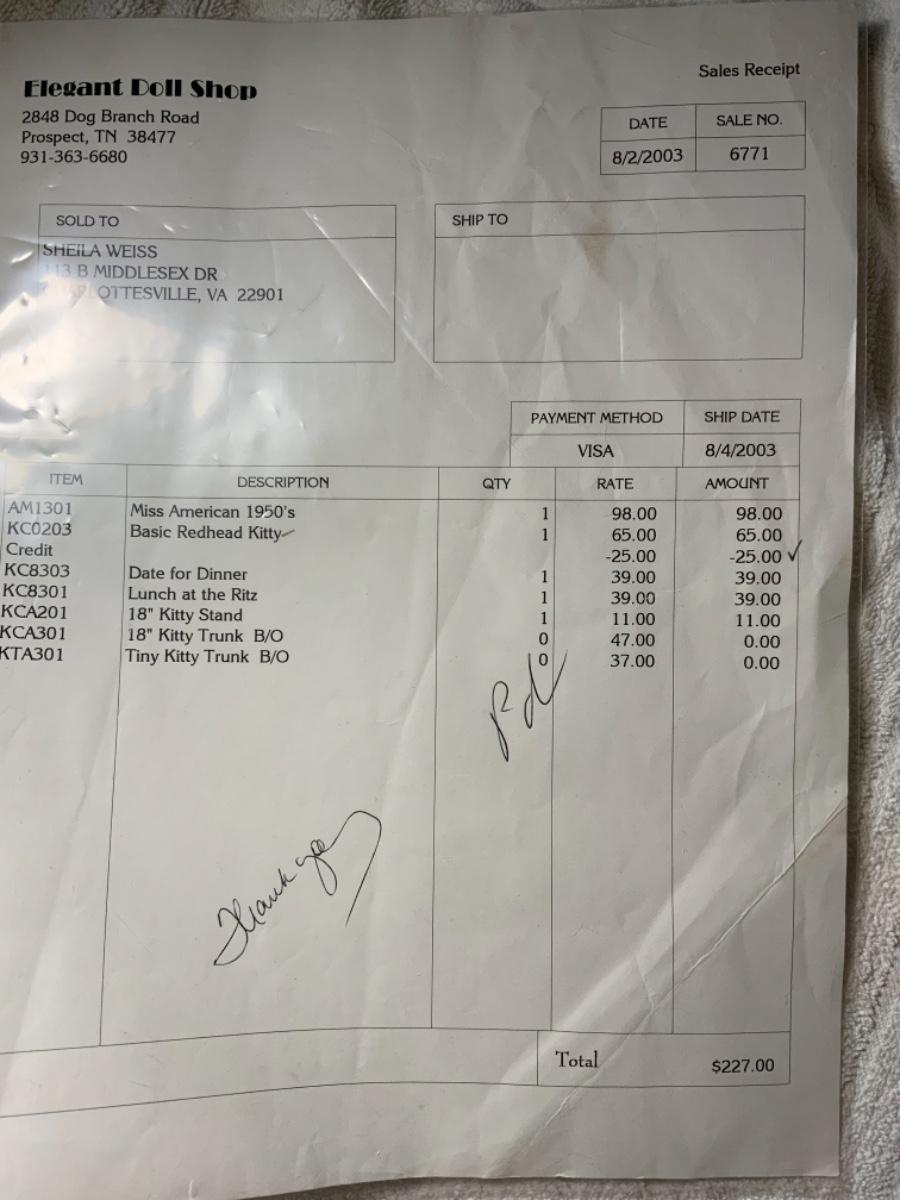 Elegant Doll Shop
2848 Dog Branch Road
Prospect, TN 38477
931-363-6680
Sales Receipt
DATE SALE NO.
8/2/2003 6771
SOLD TO
SHEILA WEISS
113 B MIDDLESEX DR
CHARLOTTESVILLE, VA 22901
SHIP TO
PAYMENT METHOD SHIP DATE
VISA 8/4/2003
ITEM DESCRIPTION QTY RATE AMOUNT
AM1301 Miss American 1950's 1 98.00 98.00
KC0203 Basic Redhead Kitty 1 65.00 65.00
Credit -25.00 -25.00 ✓
KC8303 Date for Dinner 1 39.00 39.00
KC8301 Lunch at the Ritz 1 39.00 39.00
KCA201 18" Kitty Stand 1 11.00 11.00
KCA301 18" Kitty Trunk B/O 0 47.00 0.00
KTA301 Tiny Kitty Trunk B/O 0 37.00 0.00
Pd
Thank you
Total $227.00